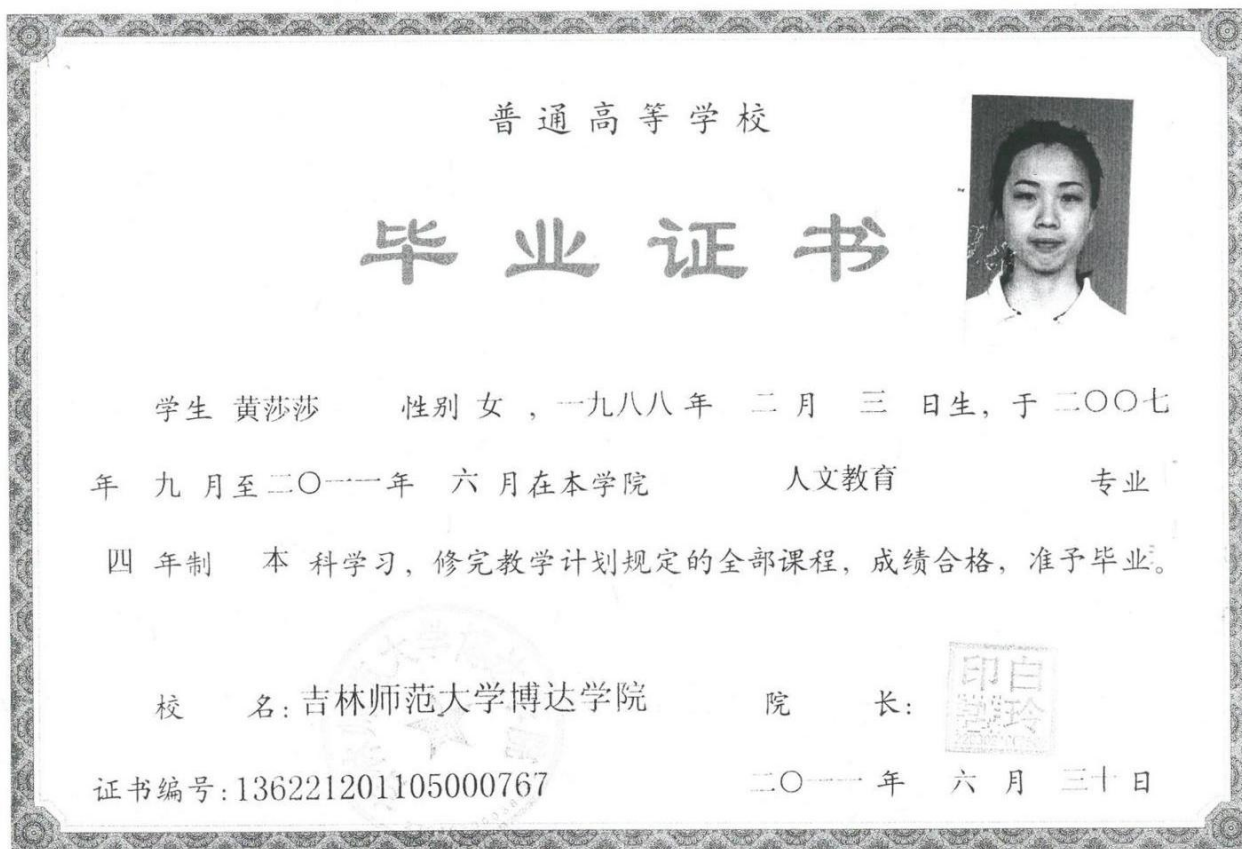 普通高等学校
毕业证书
学生 黄莎莎 性别 女 , 一九八八 年 二 月 三 日生, 于 二〇〇七
年 九 月至 二〇一一 年 六 月在本学院 人文教育 专业
四 年制 本 科学习, 修完教学计划规定的全部课程, 成绩合格, 准予毕业。
校 名: 吉林师范大学博达学院 院 长:
印白
玲
证书编号:136221201105000767 二〇一一 年 六 月 三十 日